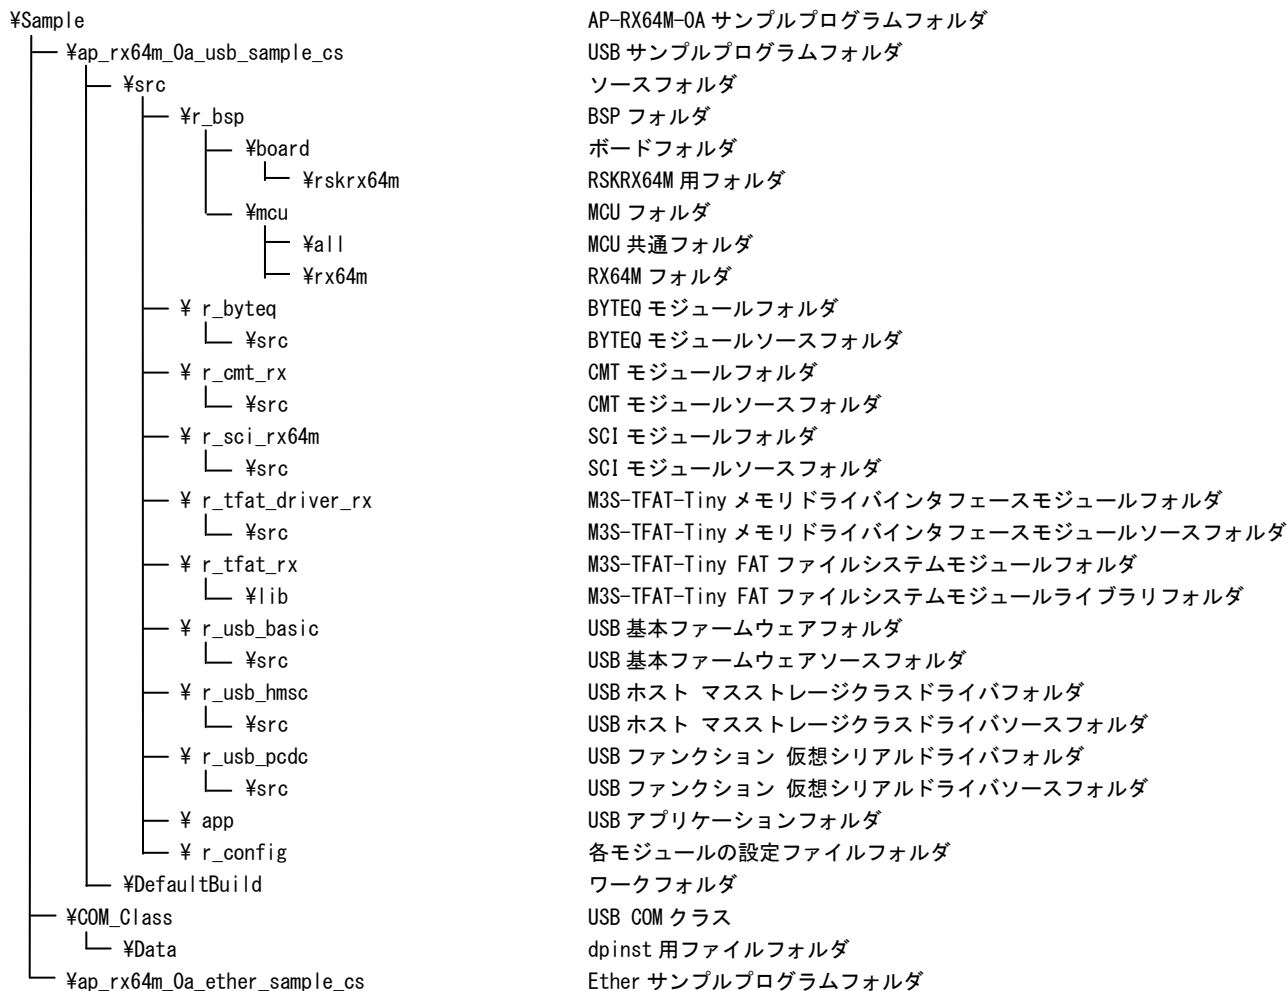 ¥Sample AP-RX64M-0A サンプルプログラムフォルダ
¥ap_rx64m_0a_usb_sample_cs USB サンプルプログラムフォルダ
¥src ソースフォルダ
¥r_bsp BSP フォルダ
¥board ボードフォルダ
¥rskrx64m RSKRX64M 用フォルダ
¥mcu MCU フォルダ
¥all MCU 共通フォルダ
¥rx64m RX64M フォルダ
¥ r_byteq BYTEQ モジュールフォルダ
¥src BYTEQ モジュールソースフォルダ
¥ r_cmt_rx CMT モジュールフォルダ
¥src CMT モジュールソースフォルダ
¥ r_sci_rx64m SCI モジュールフォルダ
¥src SCI モジュールソースフォルダ
¥ r_tfat_driver_rx M3S-TFAT-Tiny メモリドライバインタフェースモジュールフォルダ
¥src M3S-TFAT-Tiny メモリドライバインタフェースモジュールソースフォルダ
¥ r_tfat_rx M3S-TFAT-Tiny FAT ファイルシステムモジュールフォルダ
¥lib M3S-TFAT-Tiny FAT ファイルシステムモジュールライブラリフォルダ
¥ r_usb_basic USB 基本ファームウェアフォルダ
¥src USB 基本ファームウェアソースフォルダ
¥ r_usb_hmsc USB ホスト マスストレージクラスドライバフォルダ
¥src USB ホスト マスストレージクラスドライバソースフォルダ
¥ r_usb_pcdc USB ファンクション 仮想シリアルドライバフォルダ
¥src USB ファンクション 仮想シリアルドライバソースフォルダ
¥ app USB アプリケーションフォルダ
¥ r_config 各モジュールの設定ファイルフォルダ
¥DefaultBuild ワークフォルダ
¥COM_Class USB COM クラス
¥Data dpinst 用ファイルフォルダ
¥ap_rx64m_0a_ether_sample_cs Ether サンプルプログラムフォルダ